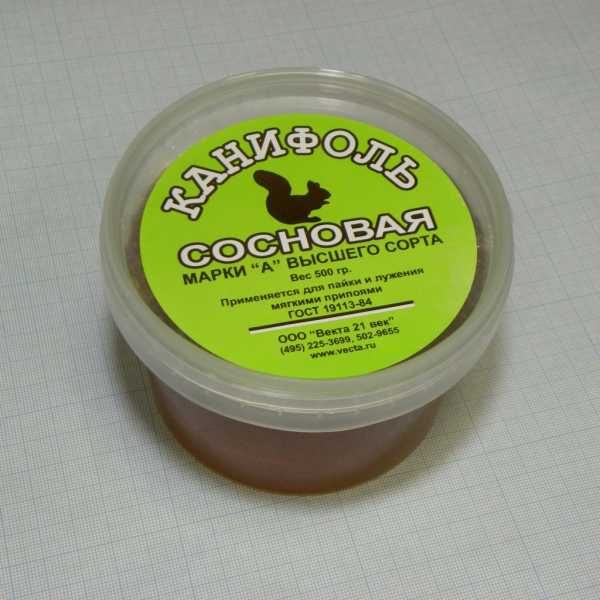 КАНИФОЛЬ
СОСНОВАЯ
МАРКИ "А" ВЫСШЕГО СОРТА
Вес 500 гр.
Применяется для пайки и лужения
мягкими припоями
ГОСТ 19113-84
ООО "Векта 21 век"
(495) 225-3699, 502-9655
www.vecta.ru